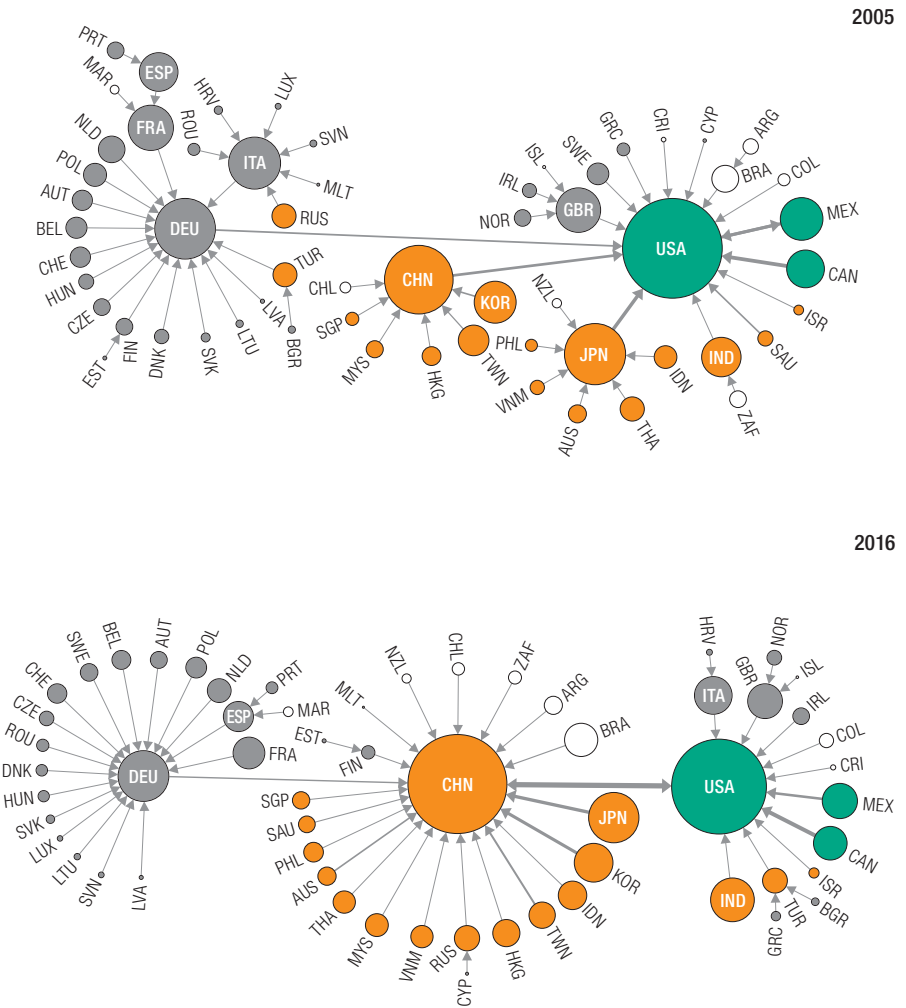 2005
PRT
ESP
MAR
FRA
HRV
LUX
ROU
SVN
ITA
MLT
RUS
NLD
POL
AUT
BEL
DEU
CHE
HUN
CZE
EST
FIN
DNK
SVK
LTU
LVA
BGR
TUR
GRC
CRI
CYP
ARG
SWE
BRA
COL
ISL
IRL
NOR
GBR
USA
MEX
CAN
CHN
CHL
KOR
SGP
MYS
HKG
TWN
NZL
PHL
JPN
VNM
AUS
THA
IDN
IND
ISR
SAU
ZAF
2016
SWE
BEL
AUT
POL
NLD
PRT
CHE
ESP
MAR
CZE
ROU
FRA
DNK
DEU
HUN
SVK
LUX
LTU
SVN
LVA
NZL
CHL
ZAF
MLT
ARG
EST
BRA
FIN
CHN
SGP
SAU
JPN
PHL
AUS
KOR
THA
IDN
MYS
TWN
VNM
RUS
HKG
CYP
HRV
GBR
NOR
ISL
ITA
IRL
COL
CRI
USA
MEX
CAN
ISR
IND
TUR
BGR
GRC